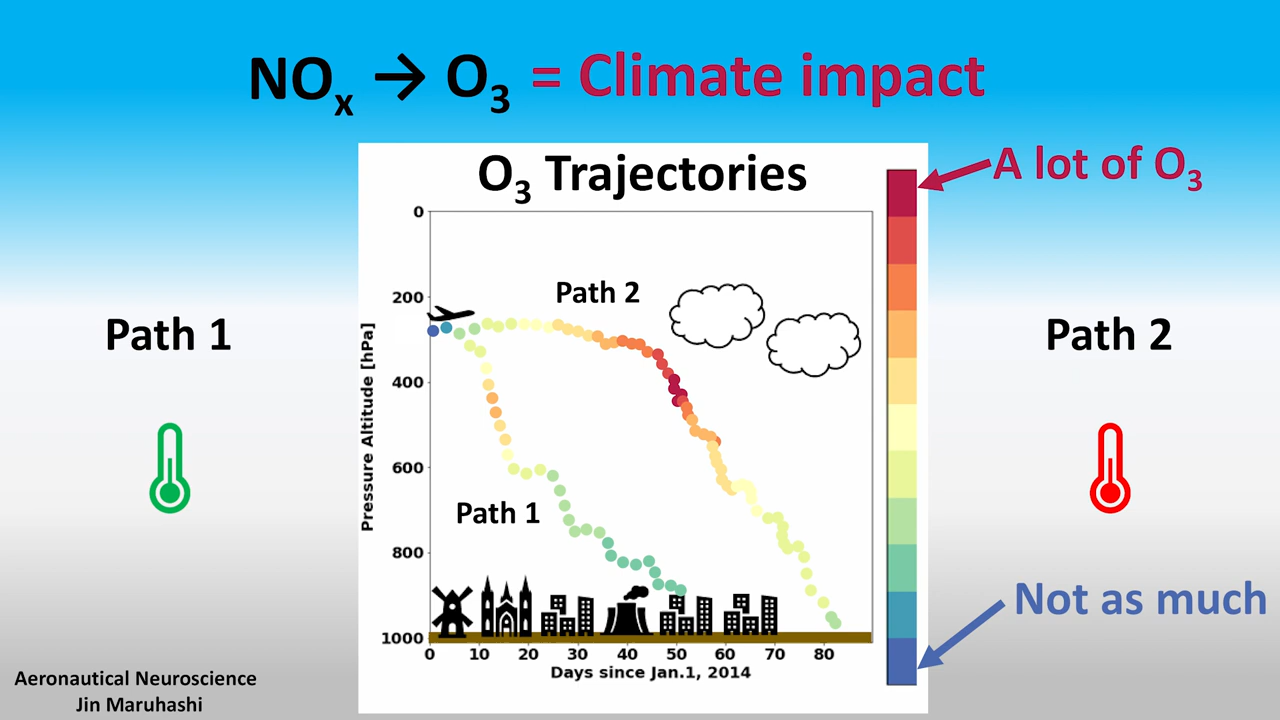 NOx → O3 = Climate impact
O3 Trajectories
A lot of O3
0
200
400
600
800
1000
Pressure Altitude [hPa]
Path 2
Path 1
0 10 20 30 40 50 60 70 80
Days since Jan.1, 2014
Path 1
Path 2
Not as much
Aeronautical Neuroscience
Jin Maruhashi